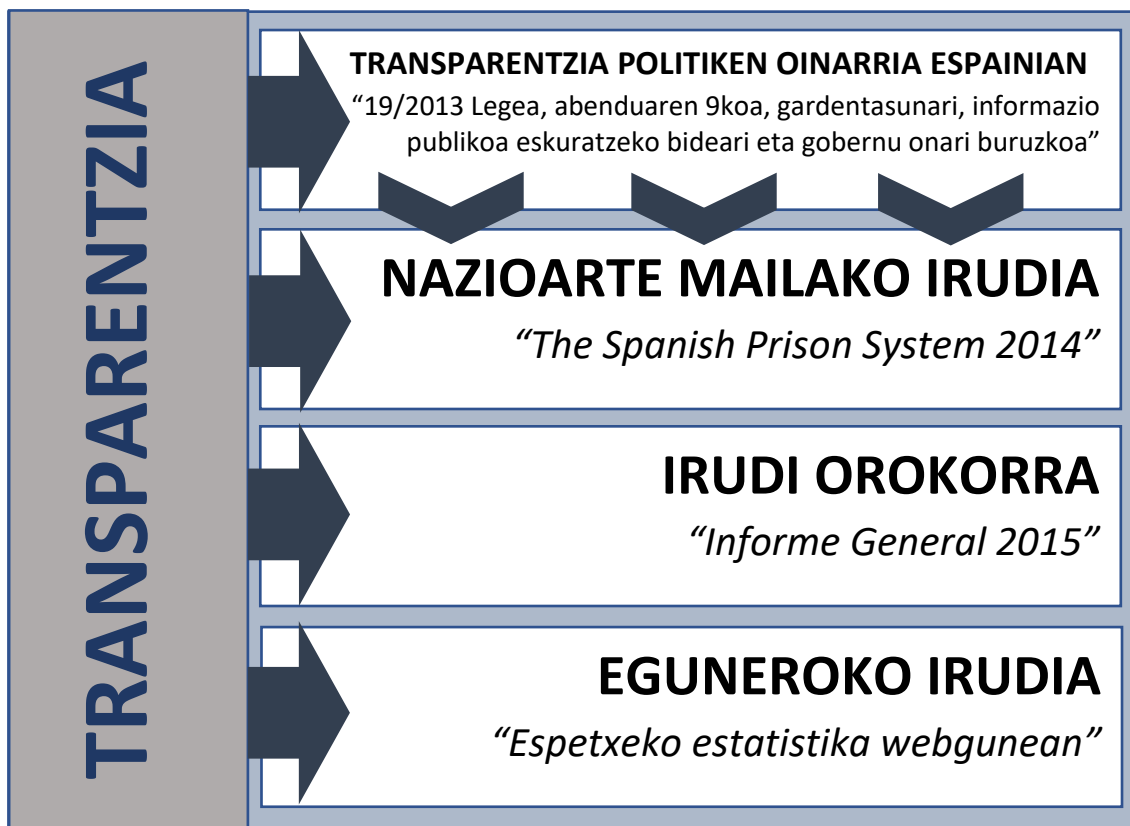 TRANSPARENTZIA
TRANSPARENTZIA POLITIKEN OINARRIA ESPAINIAN
“19/2013 Legea, abenduaren 9koa, gardentasunari, informazio
publikoa eskuratzeko bideari eta gobernu onari buruzkoa”
NAZIOARTE MAILAKO IRUDIA
“The Spanish Prison System 2014”
IRUDI OROKORRA
“Informe General 2015”
EGUNEROKO IRUDIA
“Espetxeko estatistika webgunean”